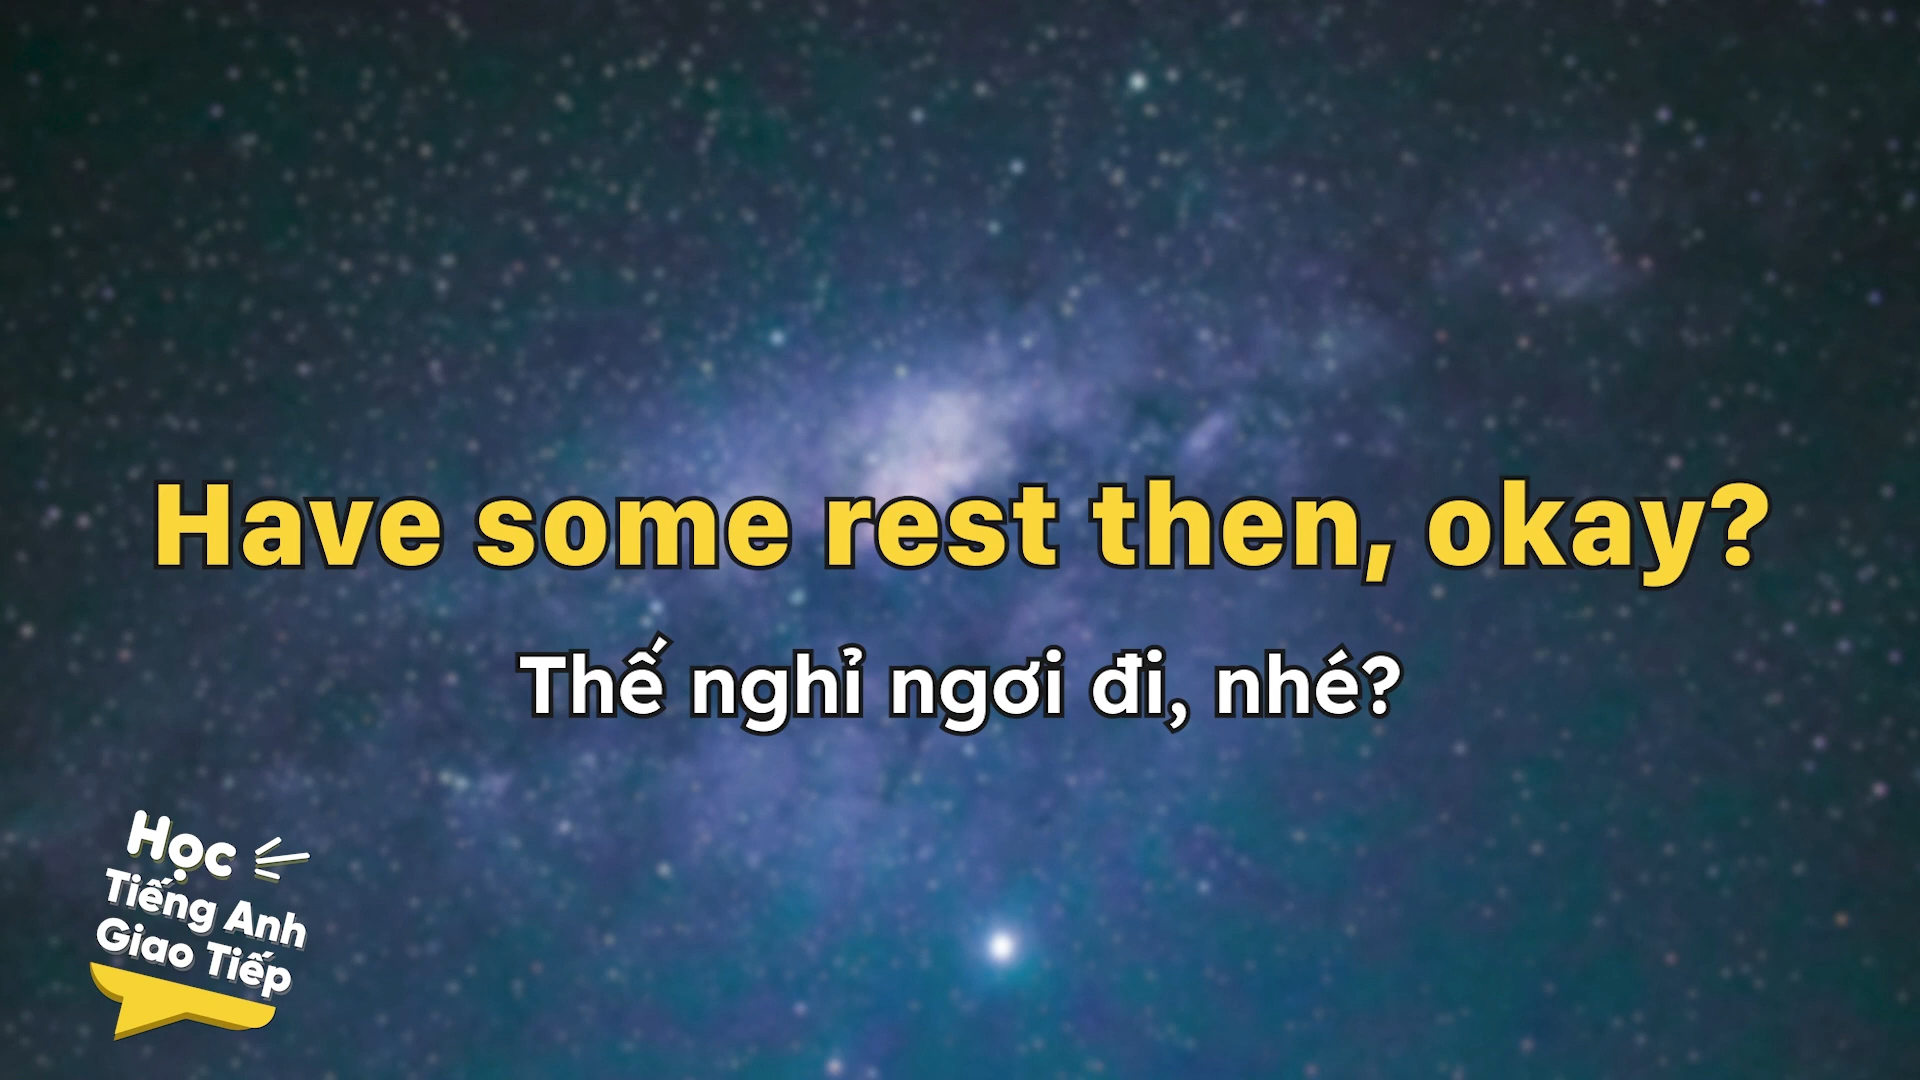 Have some rest then, okay?
Thế nghỉ ngơi đi, nhé?
Học
Tiếng Anh
Giao Tiếp